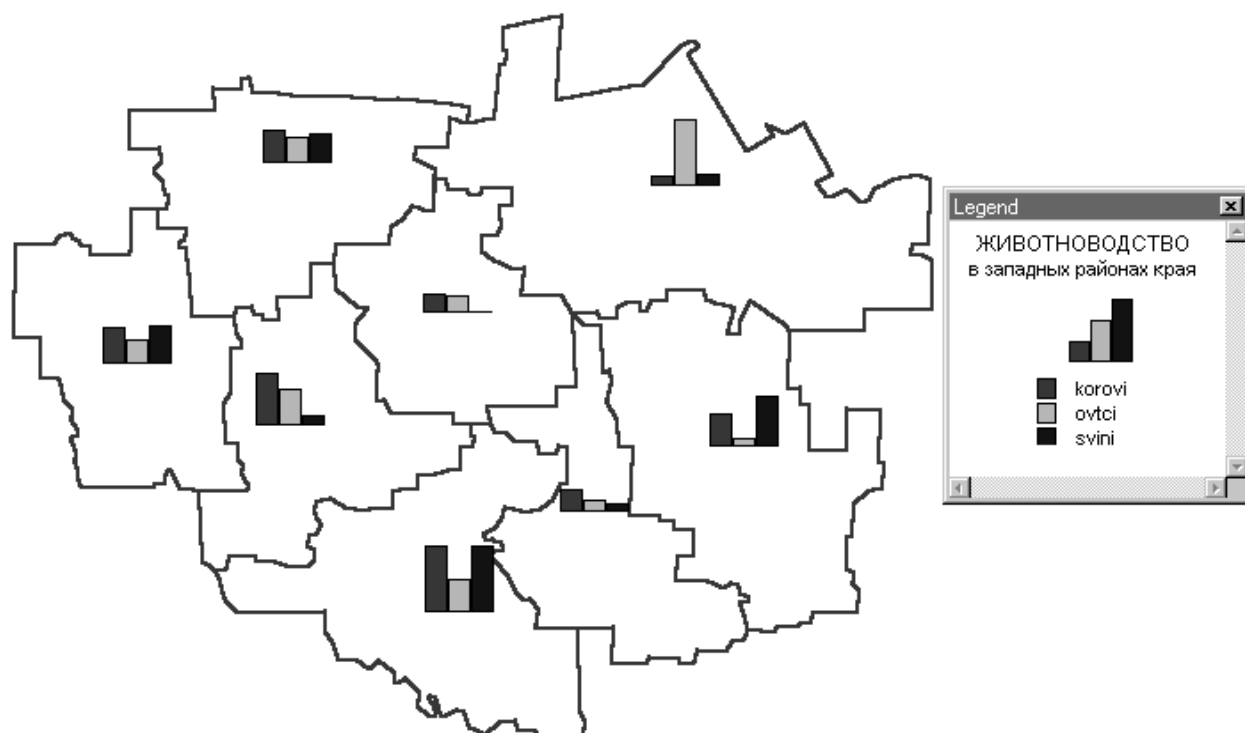 Legend
ЖИВОТНОВОДСТВО
в западных районах края
korovi
ovtci
svini